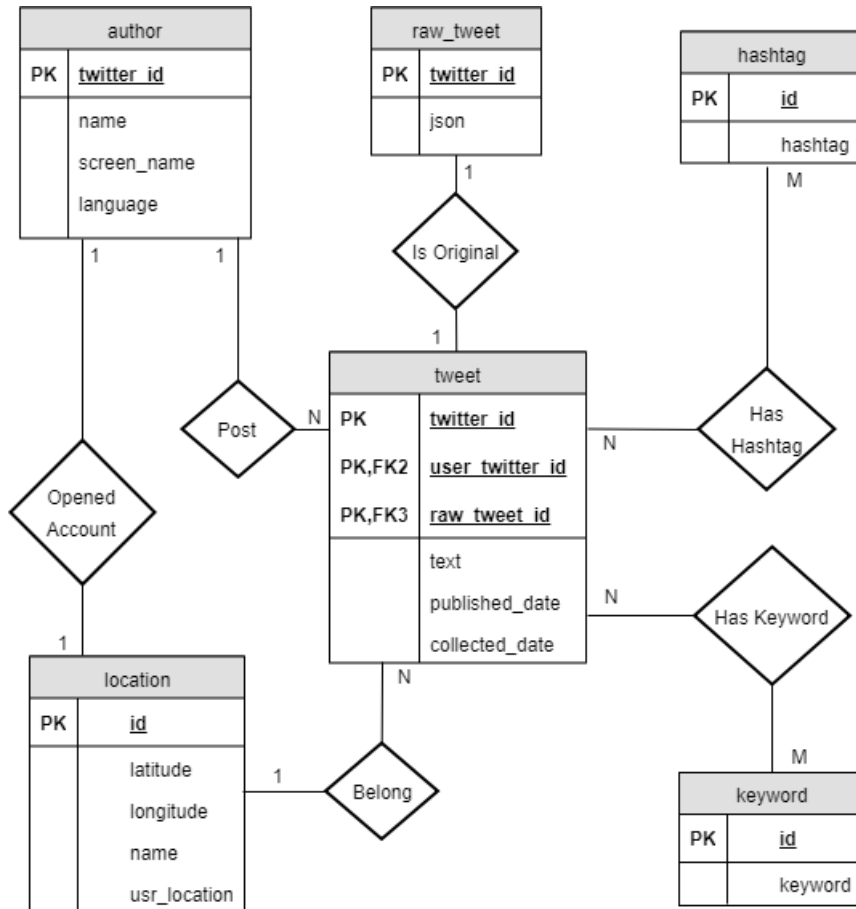 author
PK twitter_id
name
screen_name
language
raw_tweet
PK twitter_id
json
hashtag
PK id
hashtag
1
1
1
M
Is Original
1
tweet
PK twitter_id
PK,FK2 user_twitter_id
PK,FK3 raw_tweet_id
text
published_date
collected_date
Post
N
N
Has
Hashtag
Opened
Account
N
Has Keyword
1
N
M
location
PK id
latitude
longitude
name
usr_location
1
Belong
keyword
PK id
keyword